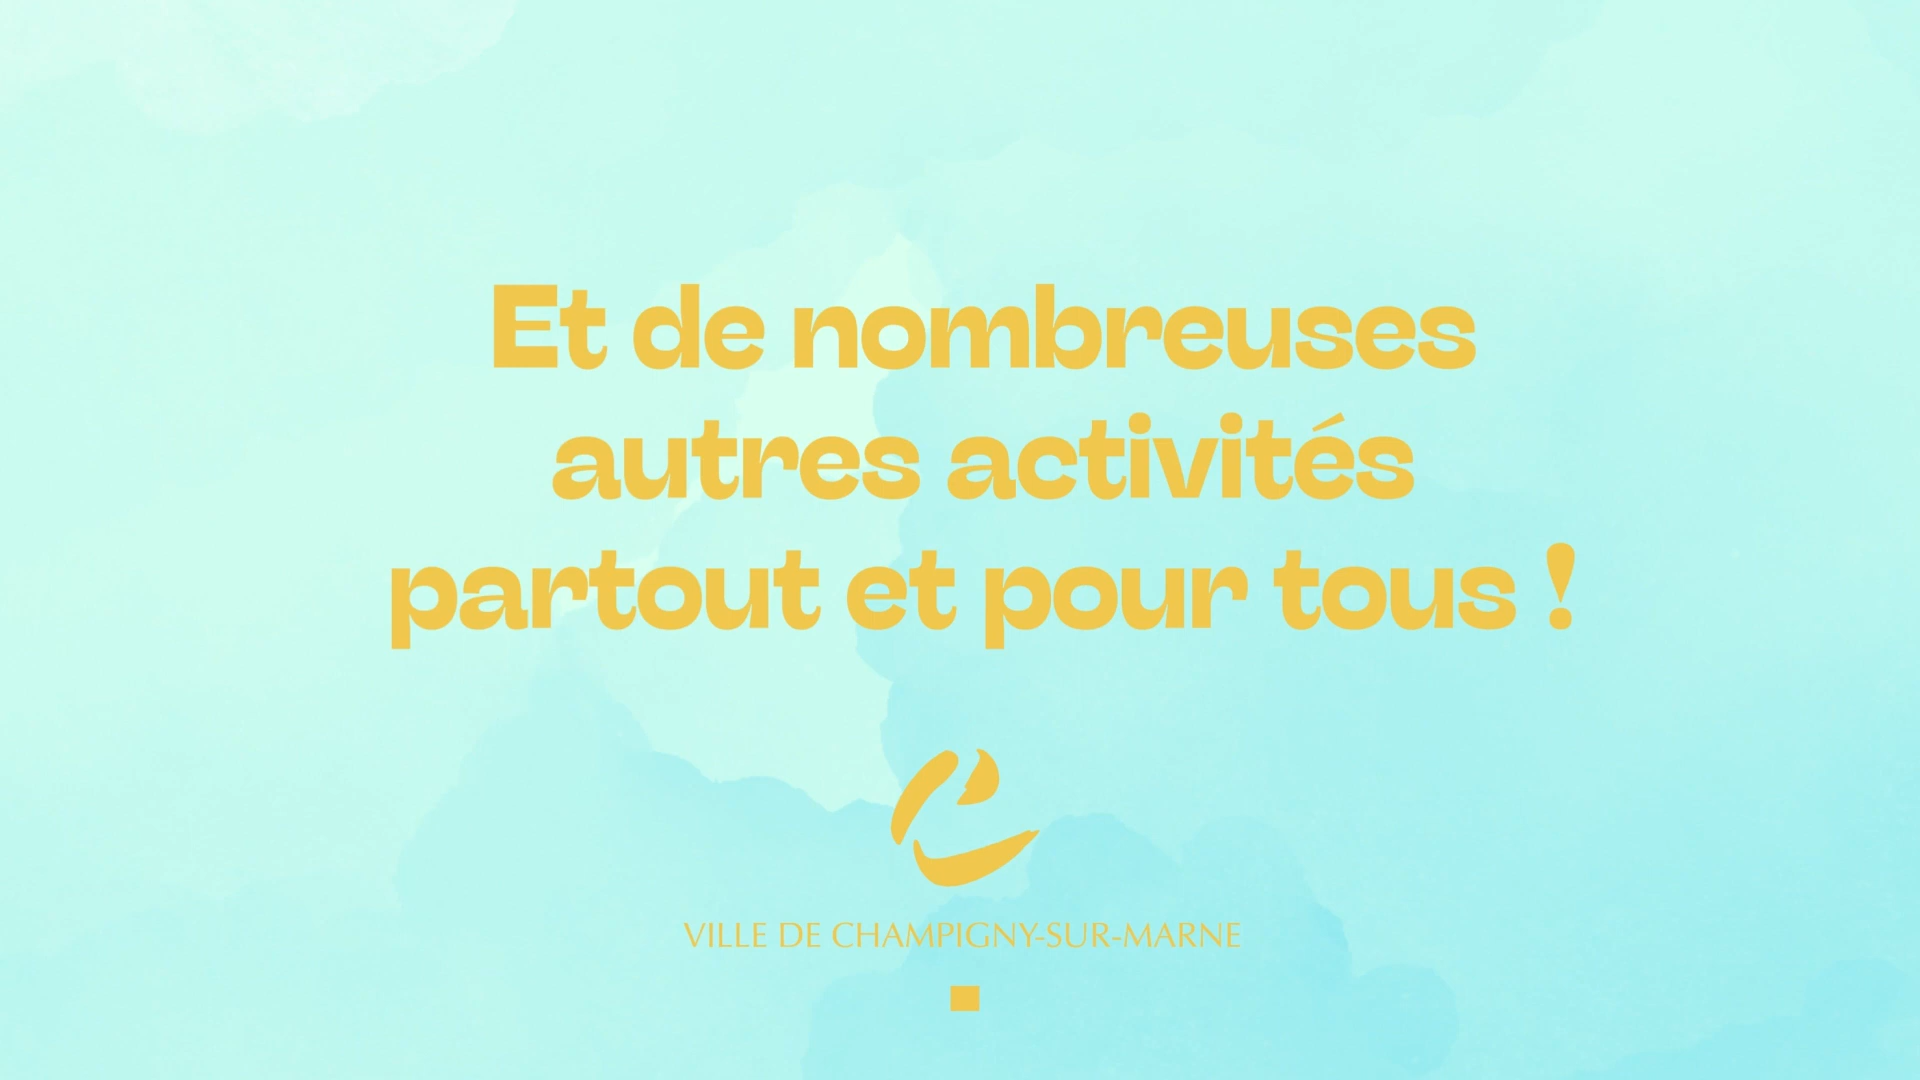 Et de nombreuses
autres activités
partout et pour tous !
VILLE DE CHAMPIGNY-SUR-MARNE